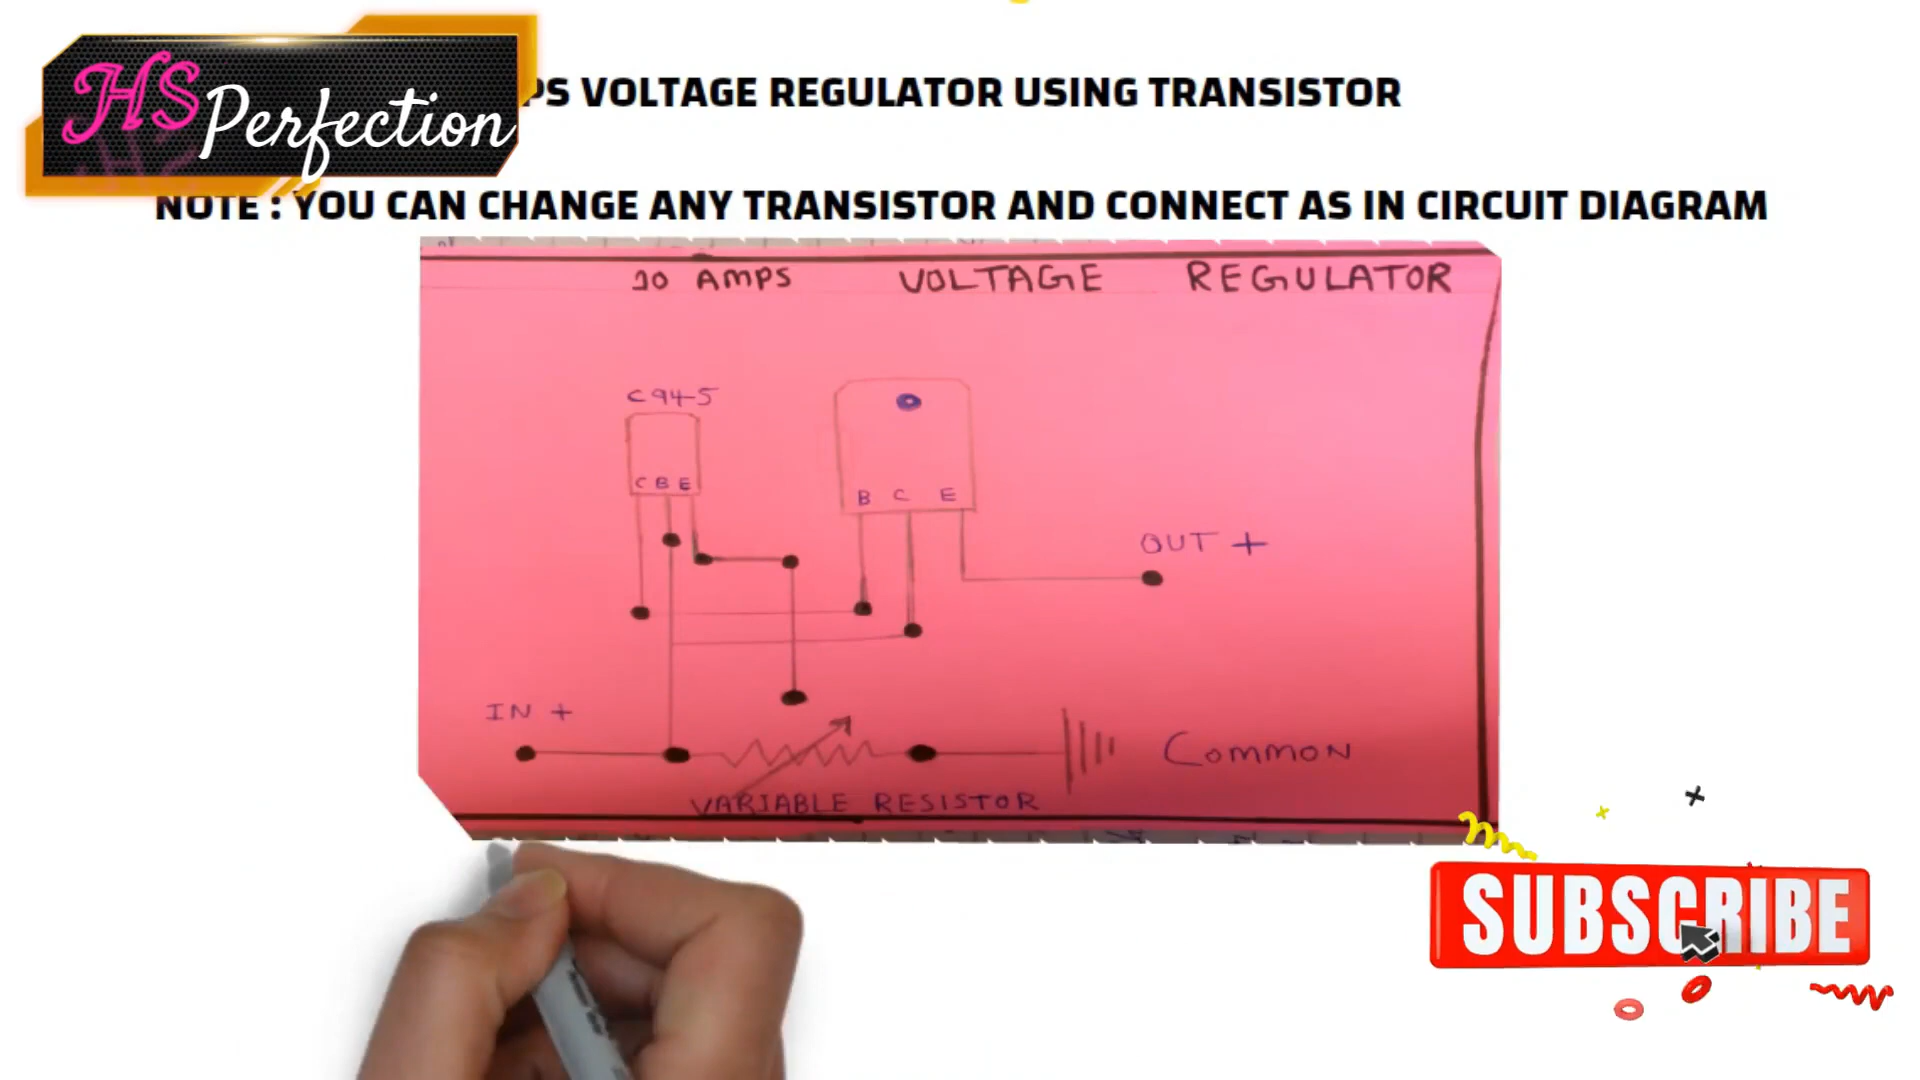 HS Perfection
PS VOLTAGE REGULATOR USING TRANSISTOR
NOTE : YOU CAN CHANGE ANY TRANSISTOR AND CONNECT AS IN CIRCUIT DIAGRAM
10 AMPS VOLTAGE REGULATOR
C945
C B E
B C E
OUT +
IN +
COMMON
VARIABLE RESISTOR
SUBSCRIBE